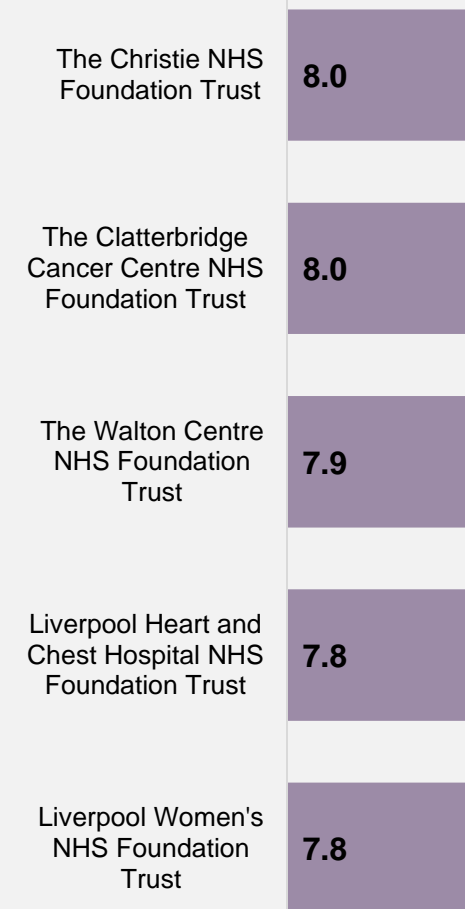 The Christie NHS
Foundation Trust
8.0
The Clatterbridge
Cancer Centre NHS
Foundation Trust
8.0
The Walton Centre
NHS Foundation
Trust
7.9
Liverpool Heart and
Chest Hospital NHS
Foundation Trust
7.8
Liverpool Women's
NHS Foundation
Trust
7.8